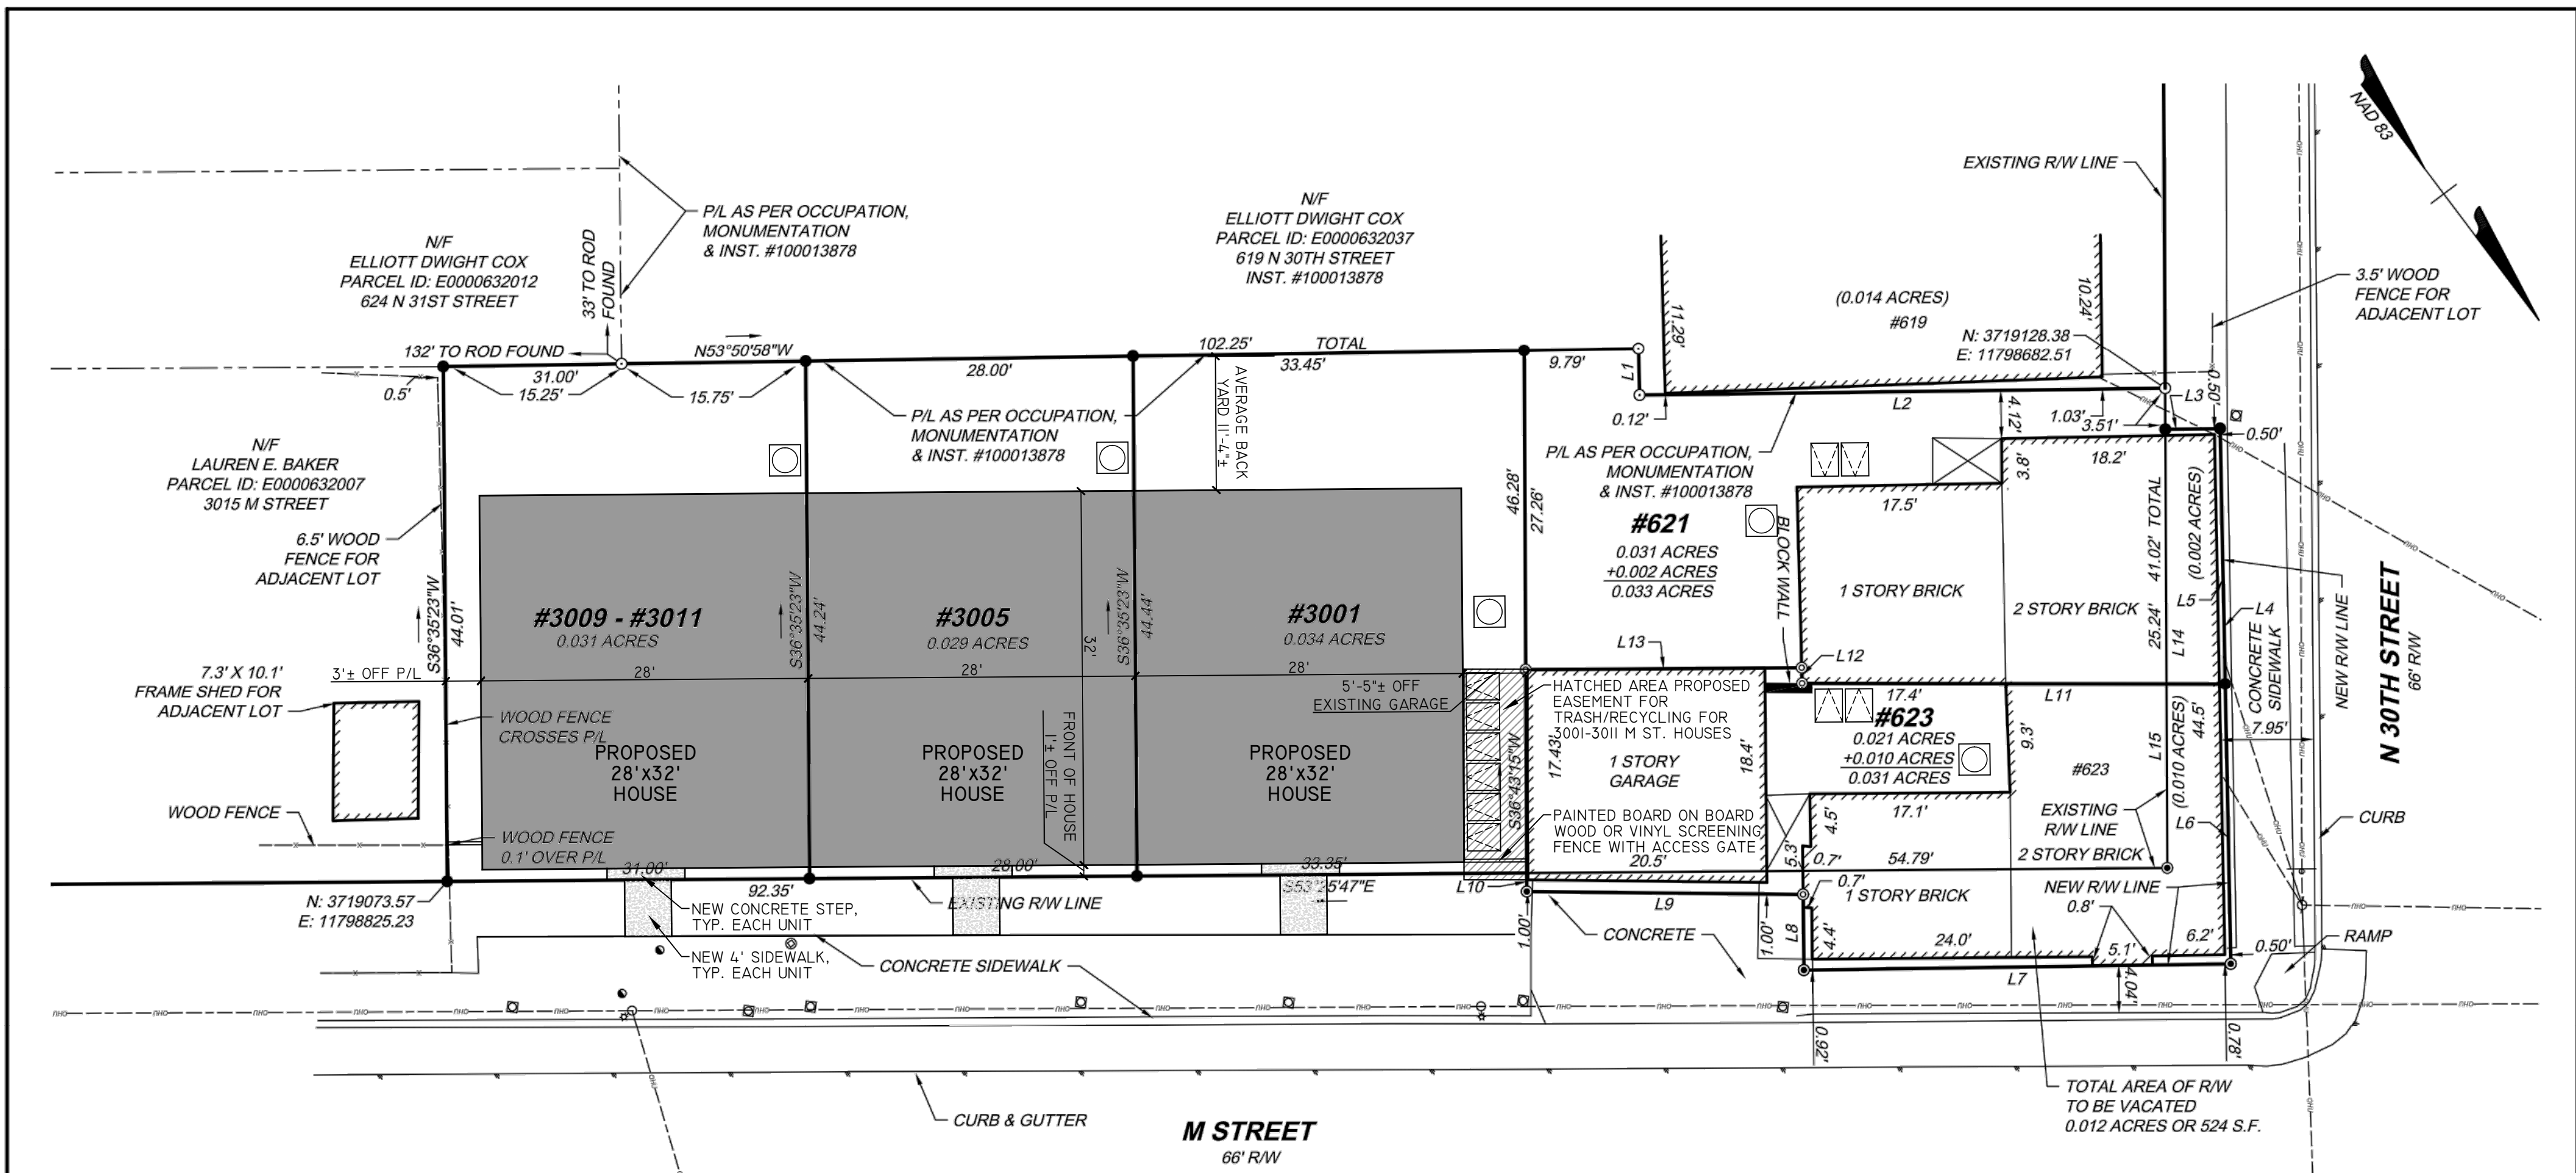 NAD 83
EXISTING R/W LINE
P/L AS PER OCCUPATION,
MONUMENTATION
& INST. #100013878
N/F
ELLIOTT DWIGHT COX
PARCEL ID: E0000632037
619 N 30TH STREET
INST. #100013878
N/F
ELLIOTT DWIGHT COX
PARCEL ID: E0000632012
624 N 31ST STREET
33' TO ROD
FOUND
3.5' WOOD
FENCE FOR
ADJACENT LOT
(0.014 ACRES)
#619
11.29'
10.24'
N: 3719128.38
E: 11798682.51
132' TO ROD FOUND
N53°50'58"W
102.25'
TOTAL
31.00'
28.00'
33.45'
9.79'
L1
0.5'
15.25'
15.75'
AVERAGE BACK
YARD 11'-4"±
0.12'
L2
4.12'
1.03'
3.51'
L3
0.50'
0.50'
P/L AS PER OCCUPATION,
MONUMENTATION
& INST. #100013878
P/L AS PER OCCUPATION,
MONUMENTATION
& INST. #100013878
N/F
LAUREN E. BAKER
PARCEL ID: E0000632007
3015 M STREET
6.5' WOOD
FENCE FOR
ADJACENT LOT
18.2'
3.8'
17.5'
46.28'
27.26'
#621
0.031 ACRES
+0.002 ACRES
0.033 ACRES
BLOCK WALL
41.02' TOTAL
(0.002 ACRES)
1 STORY BRICK
2 STORY BRICK
25.24'
L14
L5
L4
CONCRETE
SIDEWALK
NEW R/W LINE
N 30TH STREET
66' R/W
S36°35'23"W
44.01'
#3009 - #3011
0.031 ACRES
S36°35'23"W
44.24'
#3005
0.029 ACRES
S36°35'23"W
44.44'
#3001
0.034 ACRES
32'
L13
L12
3'± OFF P/L
28'
28'
28'
7.3' X 10.1'
FRAME SHED FOR
ADJACENT LOT
5'-5"± OFF
EXISTING GARAGE
HATCHED AREA PROPOSED
EASEMENT FOR
TRASH/RECYCLING FOR
3001-3011 M ST. HOUSES
17.4'
L11
#623
0.021 ACRES
+0.010 ACRES
0.031 ACRES
9.3'
L15
(0.010 ACRES)
44.5'
7.95'
WOOD FENCE
CROSSES P/L
PROPOSED
28'x32'
HOUSE
PROPOSED
28'x32'
HOUSE
FRONT OF HOUSE
1'± OFF P/L
PROPOSED
28'x32'
HOUSE
S36°43'15"W
17.43'
1 STORY
GARAGE
18.4'
#623
EXISTING
R/W LINE
L6
CURB
WOOD FENCE
WOOD FENCE
0.1' OVER P/L
PAINTED BOARD ON BOARD
WOOD OR VINYL SCREENING
FENCE WITH ACCESS GATE
20.5'
17.1'
4.5'
5.3'
0.7'
54.79'
2 STORY BRICK
31.00'
28.00'
33.35'
92.35'
S53°25'47"E
L10
L9
0.7'
1 STORY BRICK
NEW R/W LINE
0.8'
N: 3719073.57
E: 11798825.23
NEW CONCRETE STEP,
TYP. EACH UNIT
EXISTING R/W LINE
1.00'
CONCRETE
1.00'
L8
4.4'
24.0'
5.1'
6.2'
0.50'
RAMP
NEW 4' SIDEWALK,
TYP. EACH UNIT
CONCRETE SIDEWALK
L7
4.04'
OHU
0.92'
0.78'
CURB & GUTTER
M STREET
66' R/W
TOTAL AREA OF R/W
TO BE VACATED
0.012 ACRES OR 524 S.F.